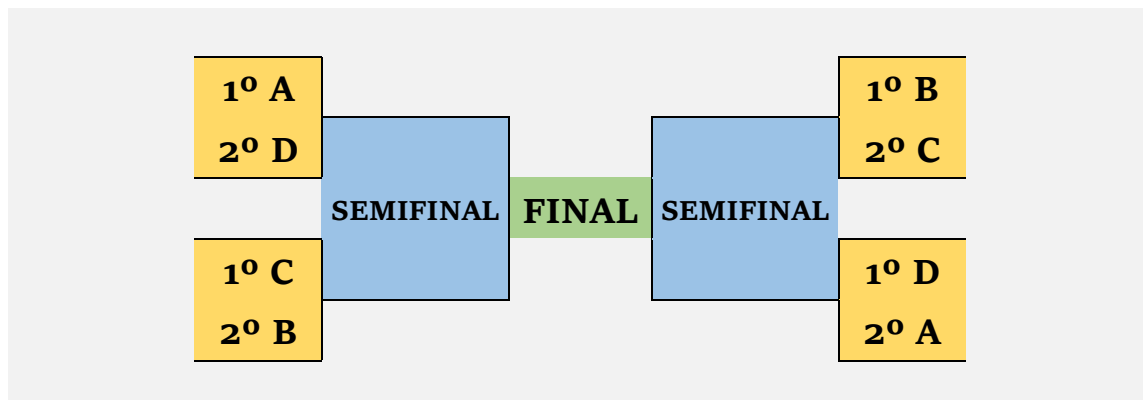 1º A
2º D
1º C
2º B
SEMIFINAL
FINAL
SEMIFINAL
1º B
2º C
1º D
2º A